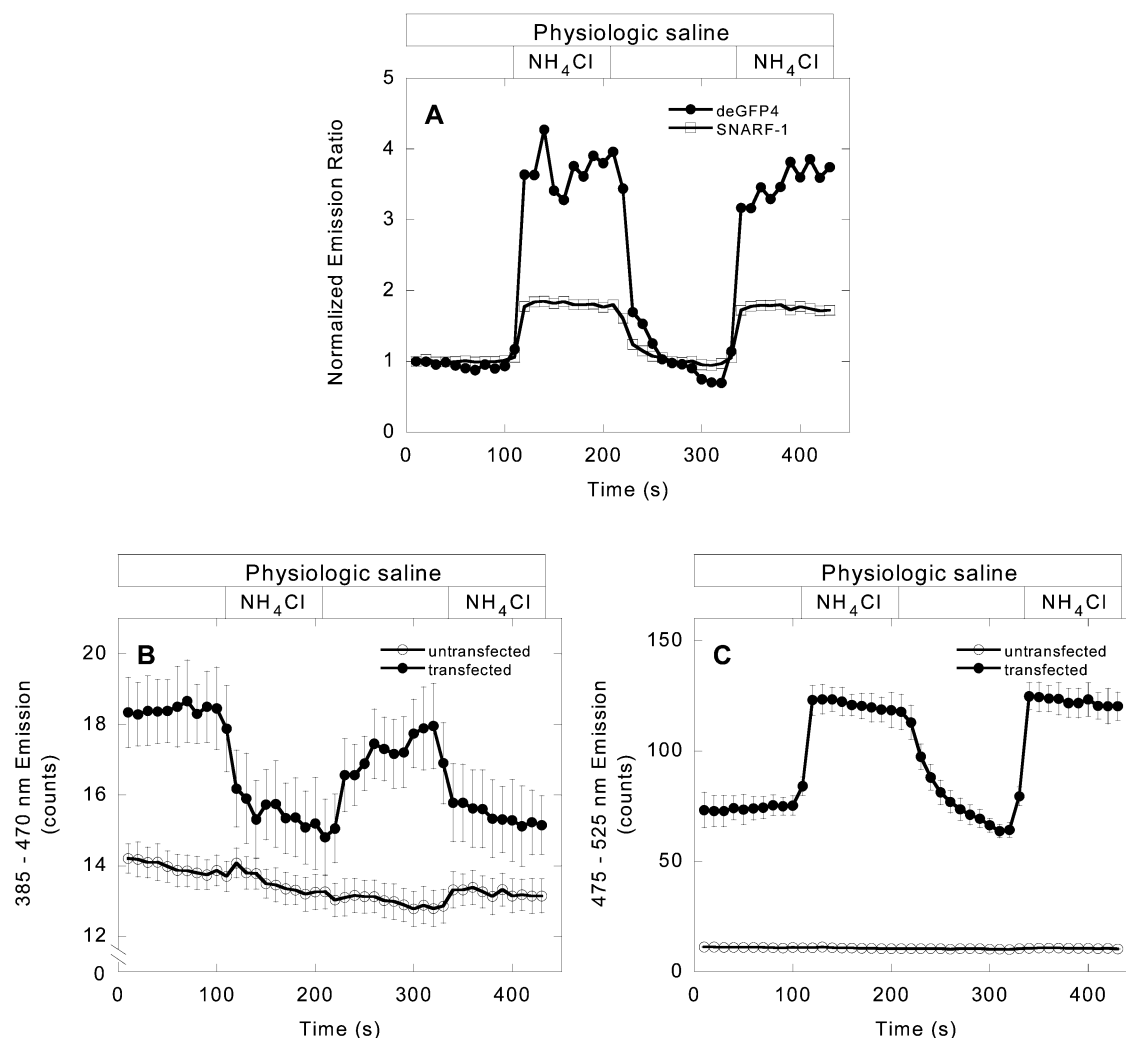 Physiologic saline
NH4Cl NH4Cl
A
deGFP4
SNARF-1
Normalized Emission Ratio
5
4
3
2
1
0
0 100 200 300 400
Time (s)
Physiologic saline
NH4Cl NH4Cl
B
untransfected
transfected
385 - 470 nm Emission
(counts)
20
18
16
14
12
0
0 100 200 300 400
Time (s)
Physiologic saline
NH4Cl NH4Cl
C
untransfected
transfected
475 - 525 nm Emission
(counts)
150
100
50
0
0 100 200 300 400
Time (s)